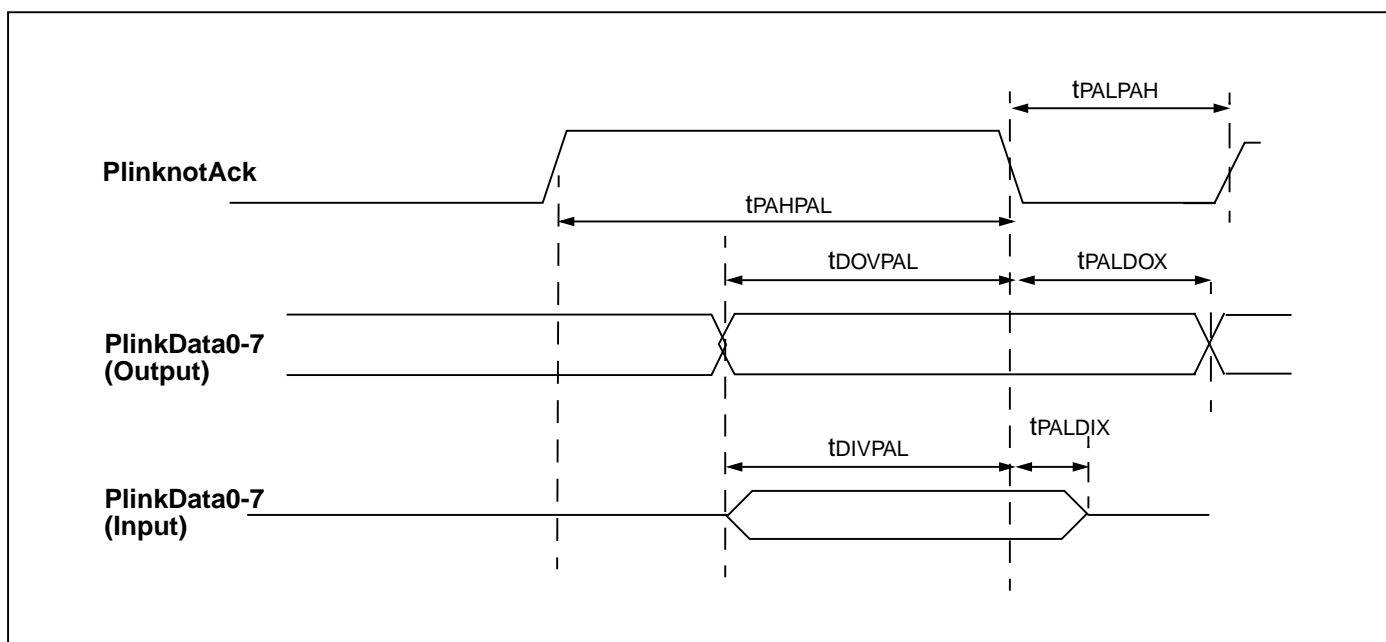 tPALPAH
PlinknotAck
tPAHPAL
tDOVPAL tPALDOX
PlinkData0-7
(Output)
tPALDIX
tDIVPAL
PlinkData0-7
(Input)